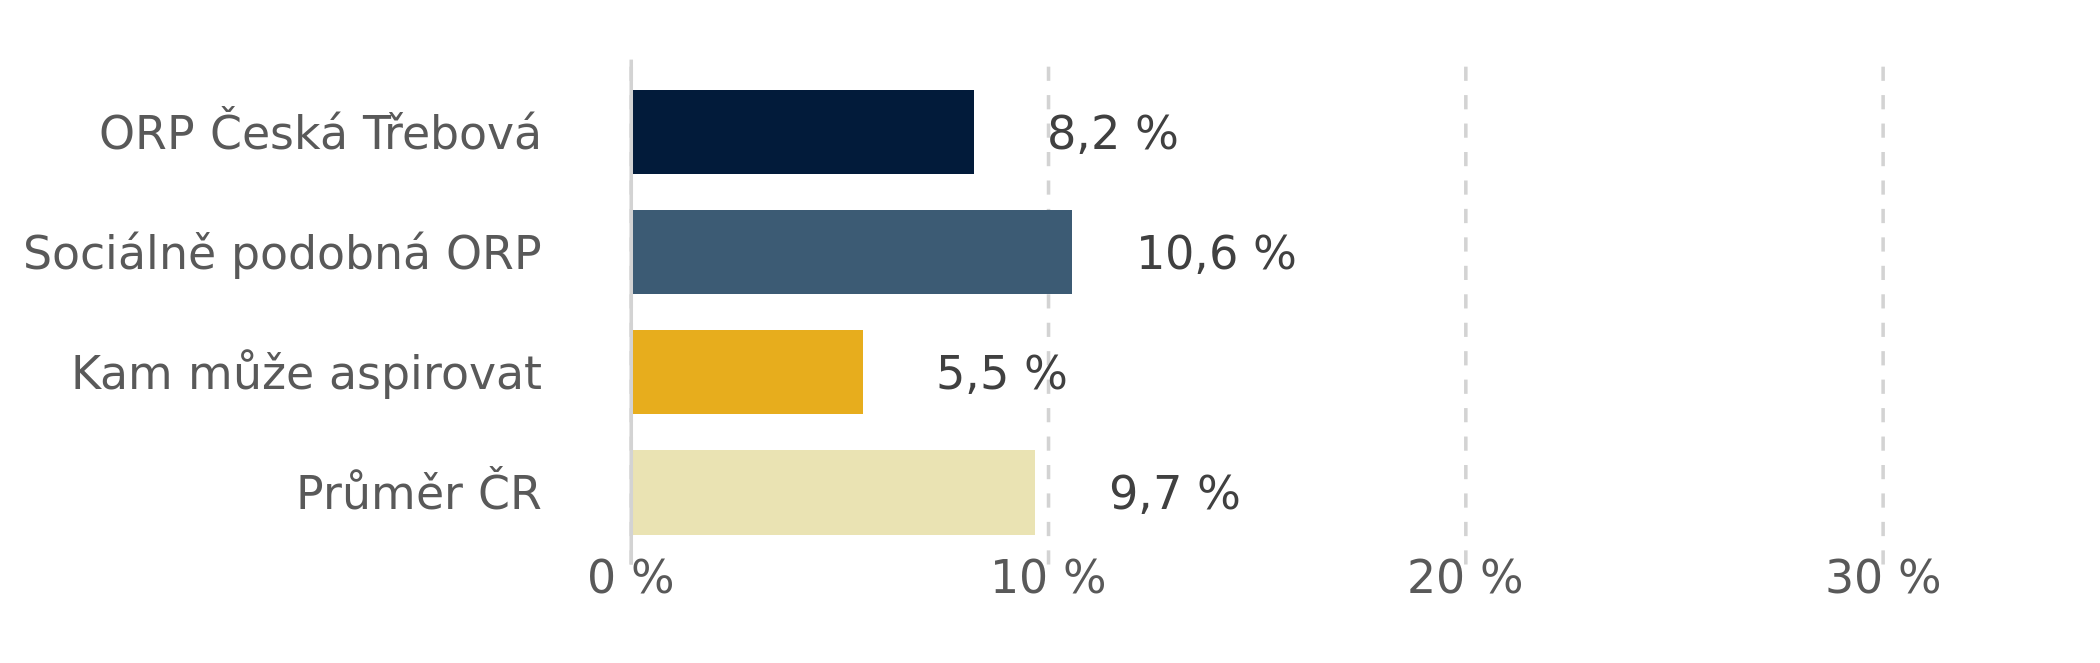 ORP Česká Třebová 8,2 %
Sociálně podobná ORP 10,6 %
Kam může aspirovat 5,5 %
Průměr ČR 9,7 %
0 % 10 % 20 % 30 %